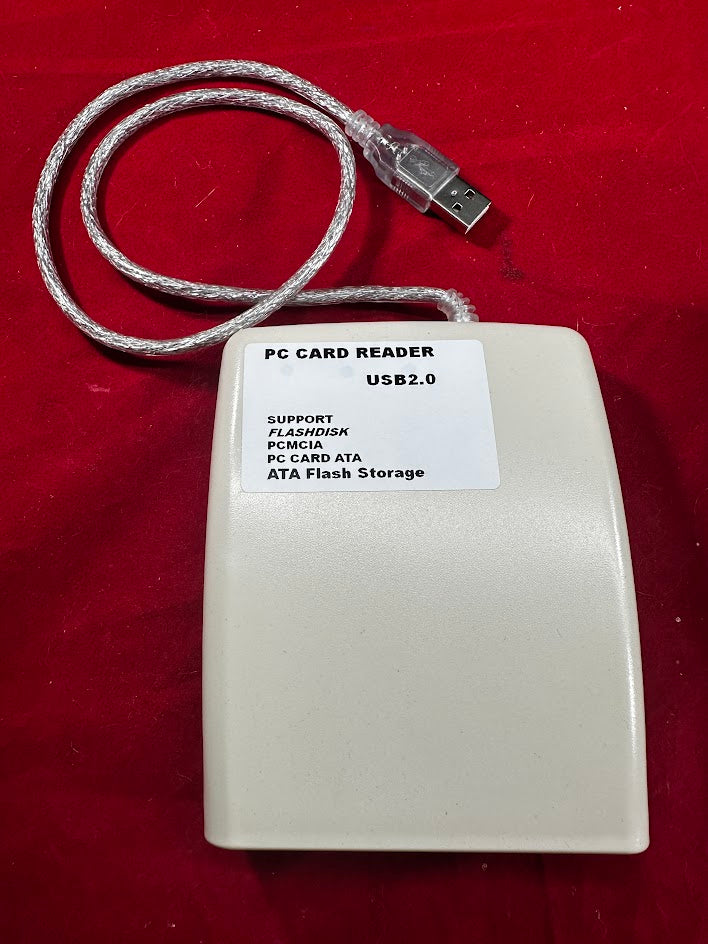 PC CARD READER
USB2.0
SUPPORT
FLASHDISK
PCMCIA
PC CARD ATA
ATA Flash Storage